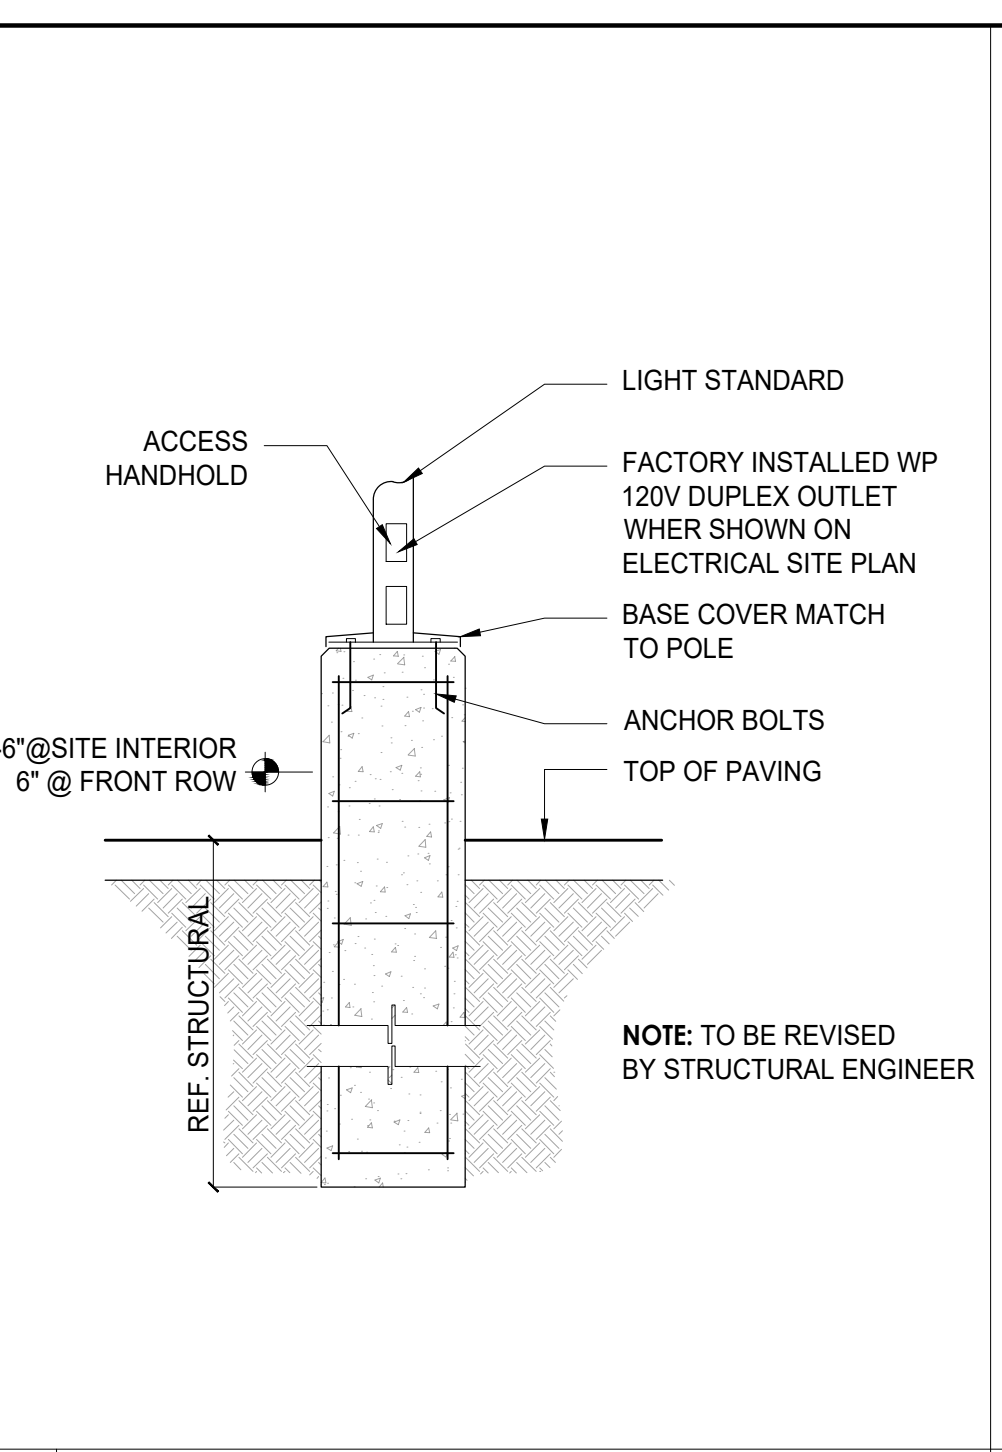 LIGHT STANDARD
ACCESS
HANDHOLD
FACTORY INSTALLED WP
120V DUPLEX OUTLET
WHER SHOWN ON
ELECTRICAL SITE PLAN
BASE COVER MATCH
TO POLE
ANCHOR BOLTS
-6"@SITE INTERIOR
6" @ FRONT ROW
TOP OF PAVING
REF. STRUCTURAL
NOTE: TO BE REVISED
BY STRUCTURAL ENGINEER